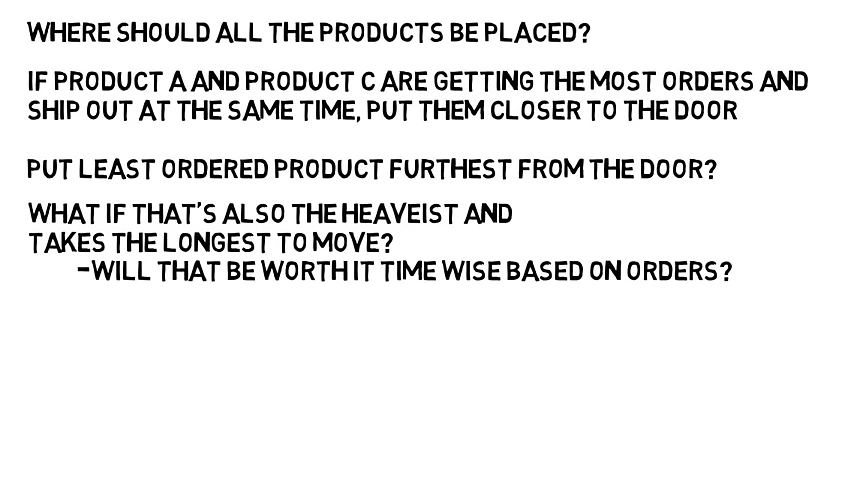 WHERE SHOULD ALL THE PRODUCTS BE PLACED?
IF PRODUCT A AND PRODUCT C ARE GETTING THE MOST ORDERS AND
SHIP OUT AT THE SAME TIME, PUT THEM CLOSER TO THE DOOR
PUT LEAST ORDERED PRODUCT FURTHEST FROM THE DOOR?
WHAT IF THAT'S ALSO THE HEAVEIST AND
TAKES THE LONGEST TO MOVE?
-WILL THAT BE WORTH IT TIME WISE BASED ON ORDERS?